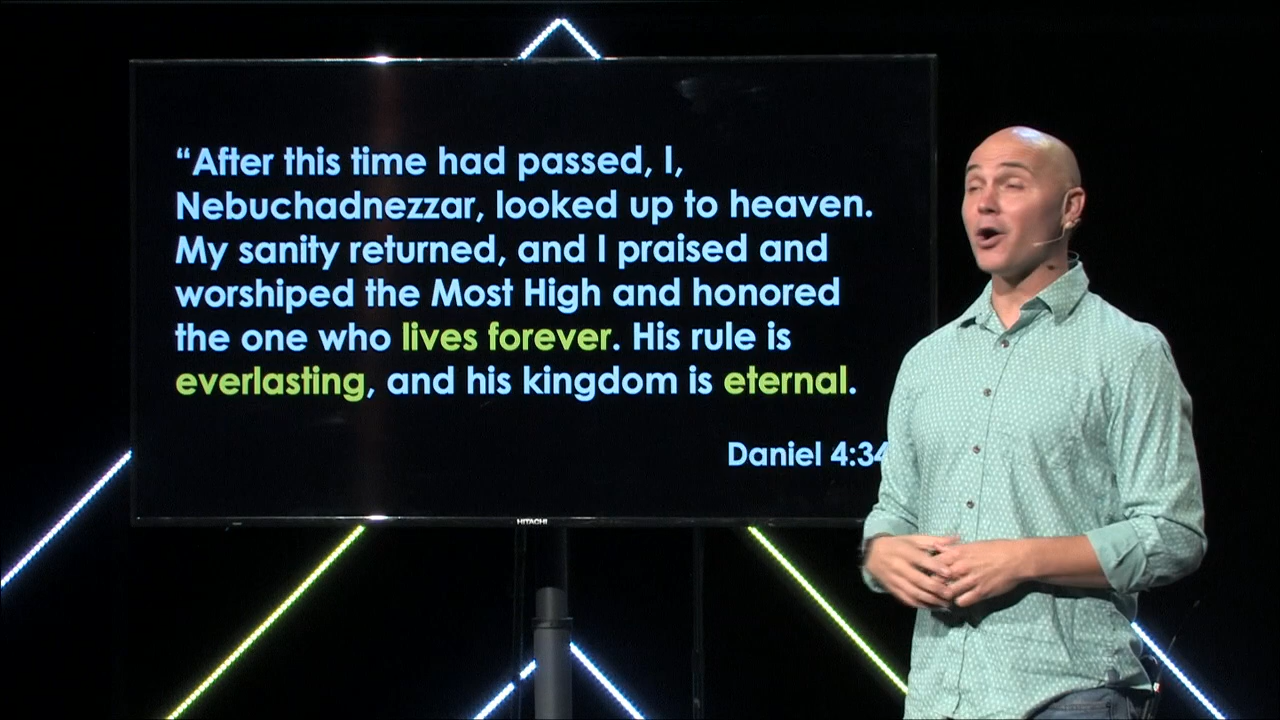 “After this time had passed, I,
Nebuchadnezzar, looked up to heaven.
My sanity returned, and I praised and
worshiped the Most High and honored
the one who lives forever. His rule is
everlasting, and his kingdom is eternal.
Daniel 4:34
HITACHI